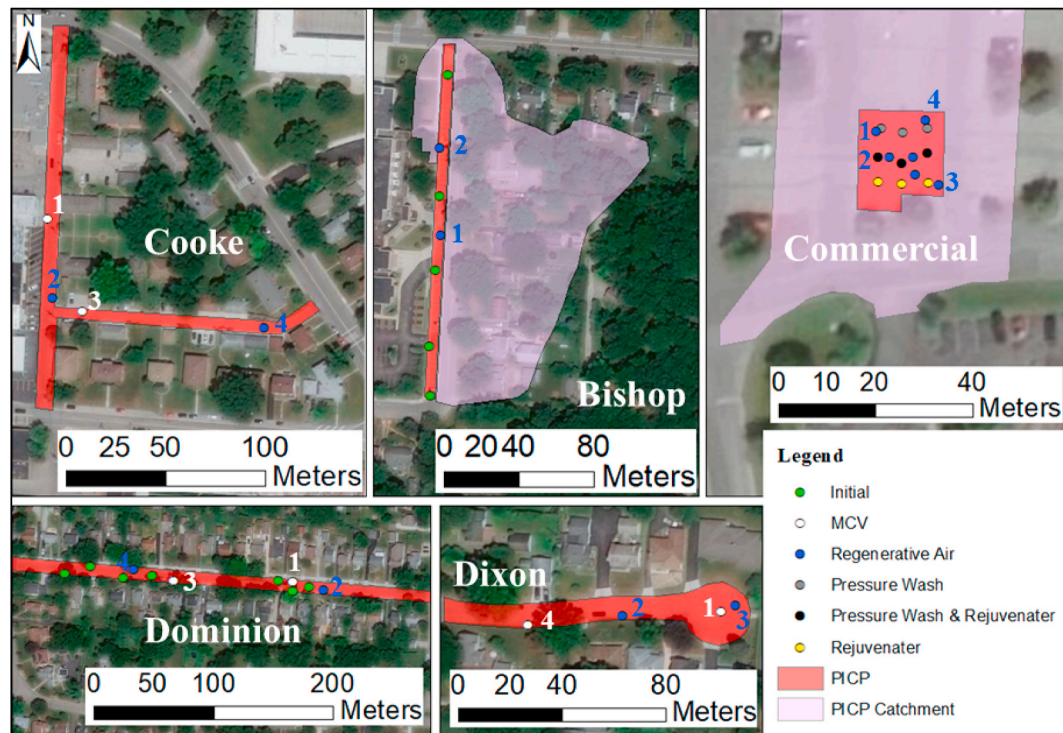 N
1
Cooke
2
3
4
0 25 50 100
Meters
2
1
Bishop
0 20 40 80
Meters
4
1
2
3
Commercial
0 10 20 40
Meters
Legend
Initial
MCV
Regenerative Air
Pressure Wash
Pressure Wash & Rejuvenater
Rejuvenater
PICP
PICP Catchment
4
3
1
2
Dominion
0 50 100 200
Meters
Dixon
4
2
1
3
0 20 40 80
Meters